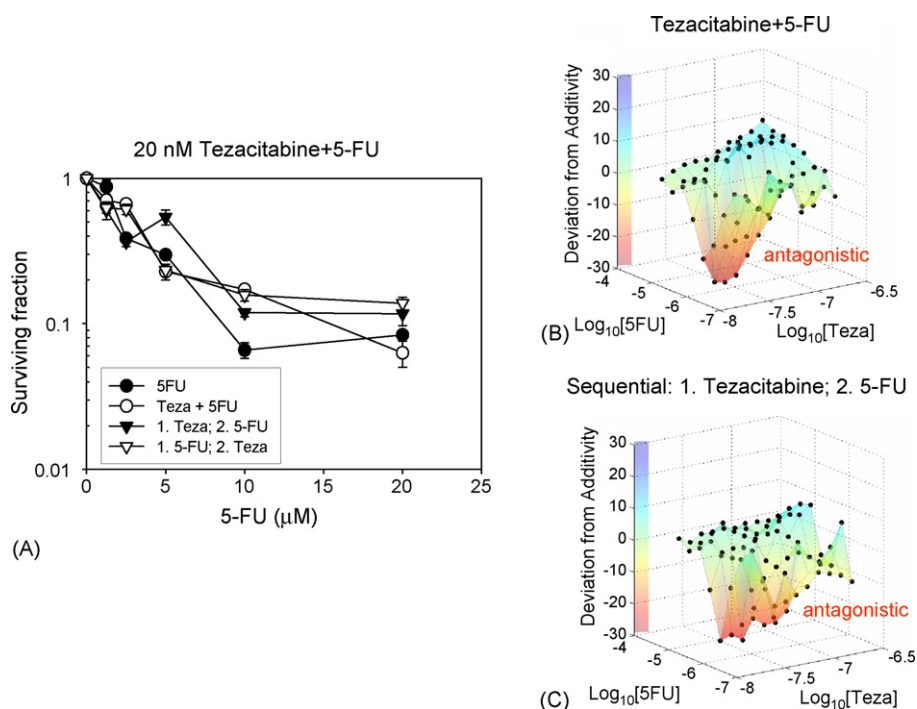 20 nM Tezacitabine+5-FU
Surviving fraction
1
0.1
0.01
0 5 10 15 20 25
5-FU (μM)
5FU
Teza + 5FU
1. Teza; 2. 5-FU
1. 5-FU; 2. Teza
(A)
Tezacitabine+5-FU
Deviation from Additivity
30
20
10
0
-10
-20
-30
-4
-5
-6
-7
-8
-7.5
-7
-6.5
antagonistic
Log10[5FU]
Log10[Teza]
(B)
Sequential: 1. Tezacitabine; 2. 5-FU
Deviation from Additivity
30
20
10
0
-10
-20
-30
-4
-5
-6
-7
-8
-7.5
-7
-6.5
antagonistic
Log10[5FU]
Log10[Teza]
(C)